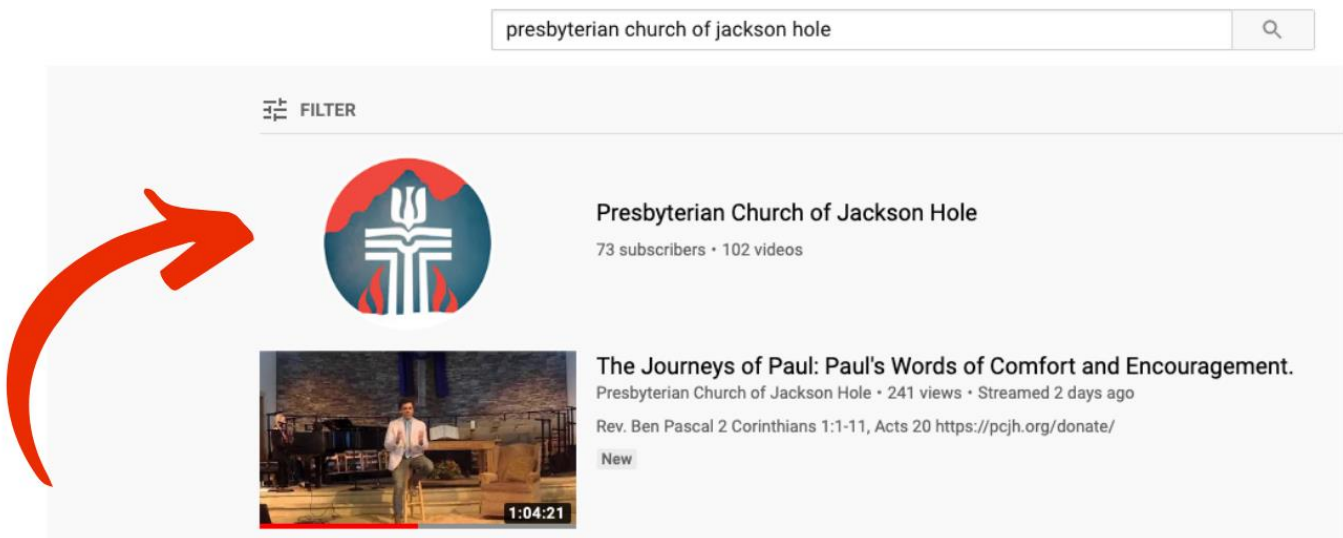 presbyterian church of jackson hole
FILTER
Presbyterian Church of Jackson Hole
73 subscribers • 102 videos
The Journeys of Paul: Paul's Words of Comfort and Encouragement.
Presbyterian Church of Jackson Hole • 241 views • Streamed 2 days ago
Rev. Ben Pascal 2 Corinthians 1:1-11, Acts 20 https://pcjh.org/donate/
New
1:04:21